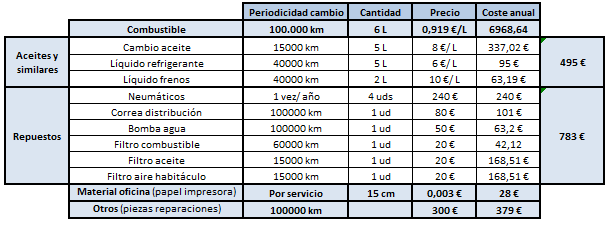 Periodicidad cambio Cantidad Precio Coste anual
Combustible 100.000 km 6 L 0,919 €/L 6968,64
Aceites y similares Cambio aceite 15000 km 5 L 8 €/ L 337,02 € 495 €
Líquido refrigerante 40000 km 5 L 6 €/ L 95 €
Líquido frenos 40000 km 2 L 10 €/ L 63,19 €
Repuestos Neumáticos 1 vez/ año 4 uds 240 € 240 € 783 €
Correa distribución 100000 km 1 ud 80 € 101 €
Bomba agua 100000 km 1 ud 50 € 63,2 €
Filtro combustible 60000 km 1 ud 20 € 42,12
Filtro aceite 15000 km 1 ud 20 € 168,51 €
Filtro aire habitáculo 15000 km 1 ud 20 € 168,51 €
Material oficina (papel impresora) Por servicio 15 cm 0,003 € 28 €
Otros (piezas reparaciones) 100000 km 300 € 379 €